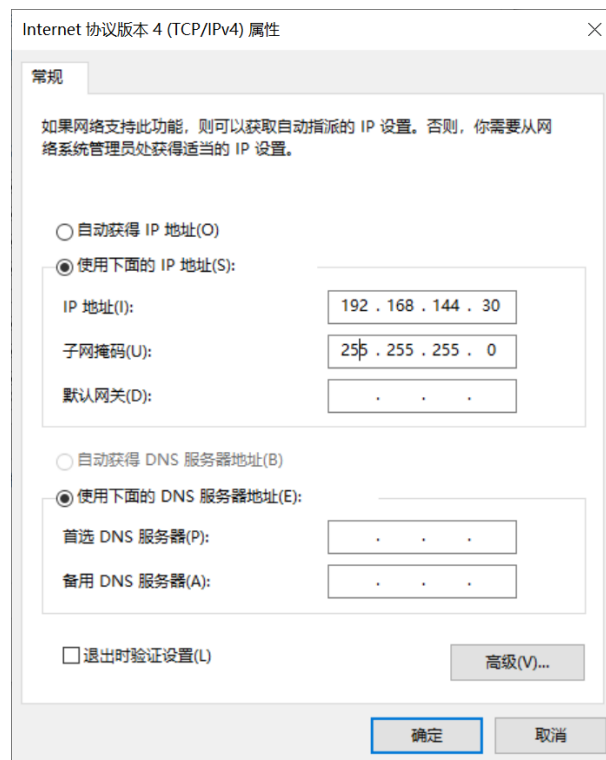 Internet 协议版本 4 (TCP/IPv4) 属性
常规
如果网络支持此功能，则可以获取自动指派的 IP 设置。否则，你需要从网
络系统管理员处获得适当的 IP 设置。
自动获得 IP 地址(O)
使用下面的 IP 地址(S):
IP 地址(I): 192 . 168 . 144 . 30
子网掩码(U): 255 . 255 . 255 . 0
默认网关(D): . . .
自动获得 DNS 服务器地址(B)
使用下面的 DNS 服务器地址(E):
首选 DNS 服务器(P): . . .
备用 DNS 服务器(A): . . .
退出时验证设置(L)
高级(V)...
确定 取消